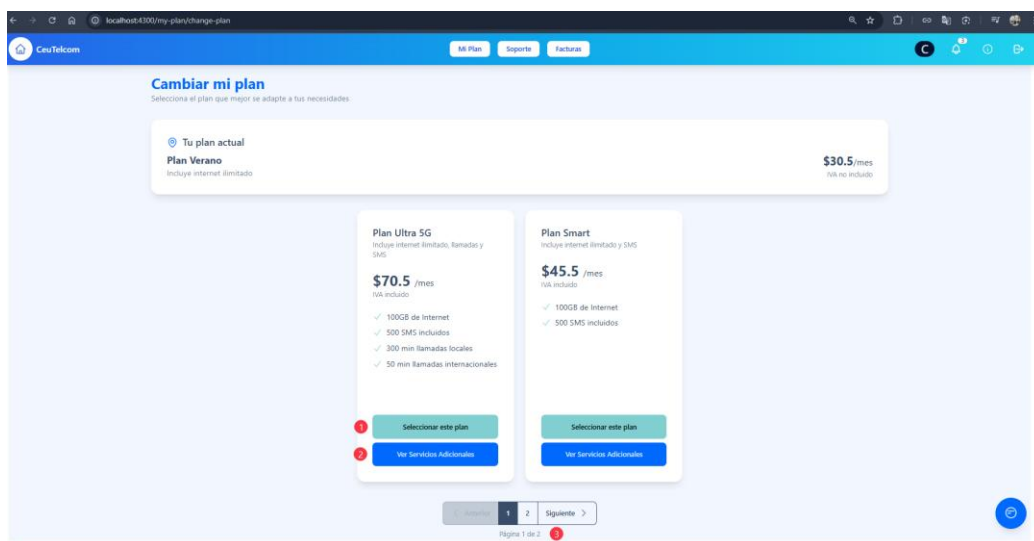 localhost:4300/my-plan/change-plan
CeuTelcom
Mi Plan
Soporte
Facturas
C
3
Cambiar mi plan
Selecciona el plan que mejor se adapte a tus necesidades
Tu plan actual
Plan Verano
Incluye internet ilimitado
$30.5/mes
IVA no incluido
Plan Ultra 5G
Incluye internet ilimitado, llamadas y
SMS
$70.5 /mes
IVA incluido
100GB de Internet
500 SMS incluidos
300 min llamadas locales
50 min llamadas internacionales
1
Seleccionar este plan
2
Ver Servicios Adicionales
Plan Smart
Incluye internet ilimitado y SMS
$45.5 /mes
IVA incluido
100GB de Internet
500 SMS incluidos
Seleccionar este plan
Ver Servicios Adicionales
Anterior
1
2
Siguiente
Página 1 de 2
3